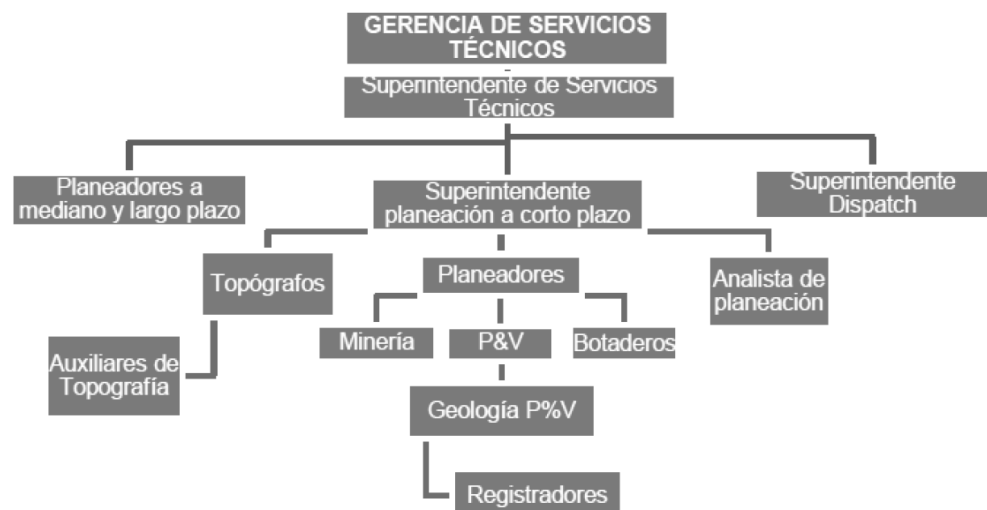 GERENCIA DE SERVICIOS
TÉCNICOS
Superintendente de Servicios
Técnicos
Planeadores a
mediano y largo plazo
Superintendente
planeación a corto plazo
Superintendente
Dispatch
Topógrafos
Planeadores
Analista de
planeación
Minería
P&V
Botaderos
Auxiliares de
Topografía
Geología P%V
Registradores